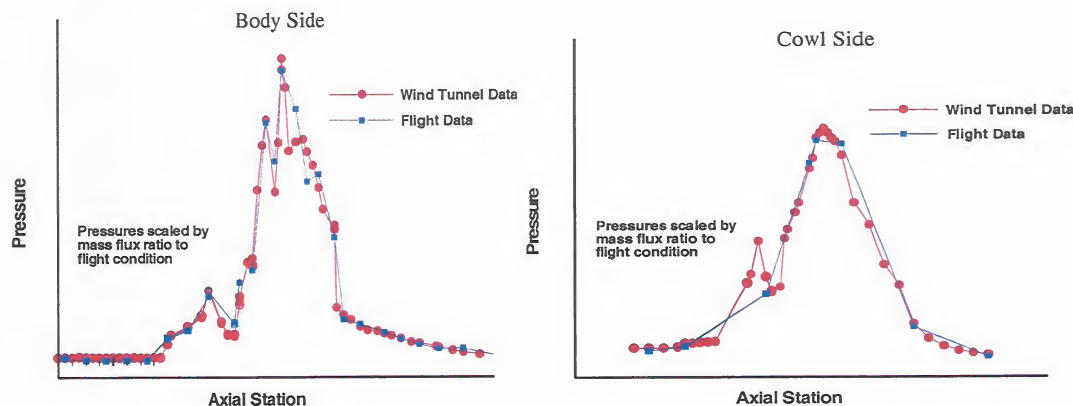 Body Side
Wind Tunnel Data
Flight Data
Pressures scaled by
mass flux ratio to
flight condition
Pressure
Axial Station
Cowl Side
Wind Tunnel Data
Flight Data
Pressures scaled by
mass flux ratio to
flight condition
Pressure
Axial Station